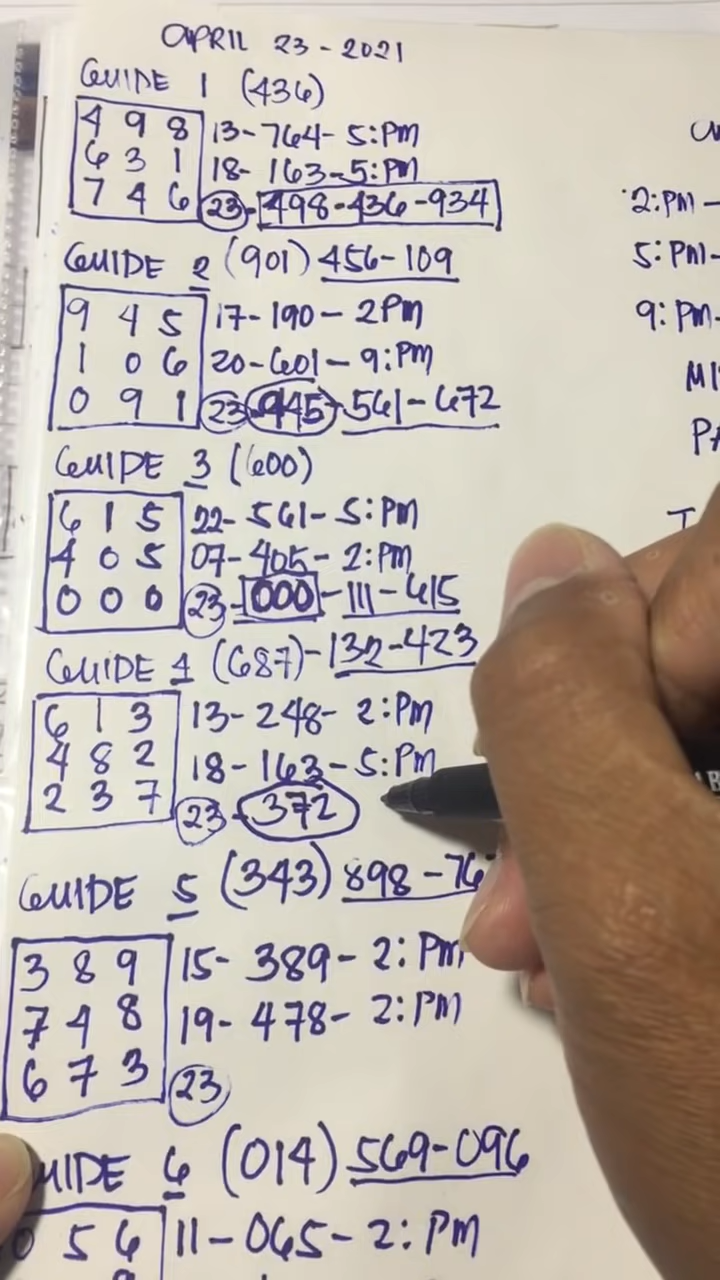 APRIL 23-2021
GUIDE 1 (436)
4 9 8 13-764-5:PM
6 3 1 18-163-5:PM
7 4 6 23-498-436-934
GUIDE 2 (901) 456-109
9 4 5 17-190-2PM
1 0 6 20-601-9:PM
0 9 1 23-945-561-672
GUIDE 3 (600)
6 1 5 22-561-5:PM
4 0 5 07-405-2:PM
0 0 0 23-000-111-615
GUIDE 4 (687)-132-423
6 1 3 13-248-2:PM
4 8 2 18-163-5:PM
2 3 7 23-372
GUIDE 5 (343) 898-76
3 8 9 15-389-2:PM
7 4 8 19-478-2:PM
6 7 3 23
UIDE 6 (014) 569-096
0 5 6 11-065-2:PM
2:PM-
5:PM-
9:PM-